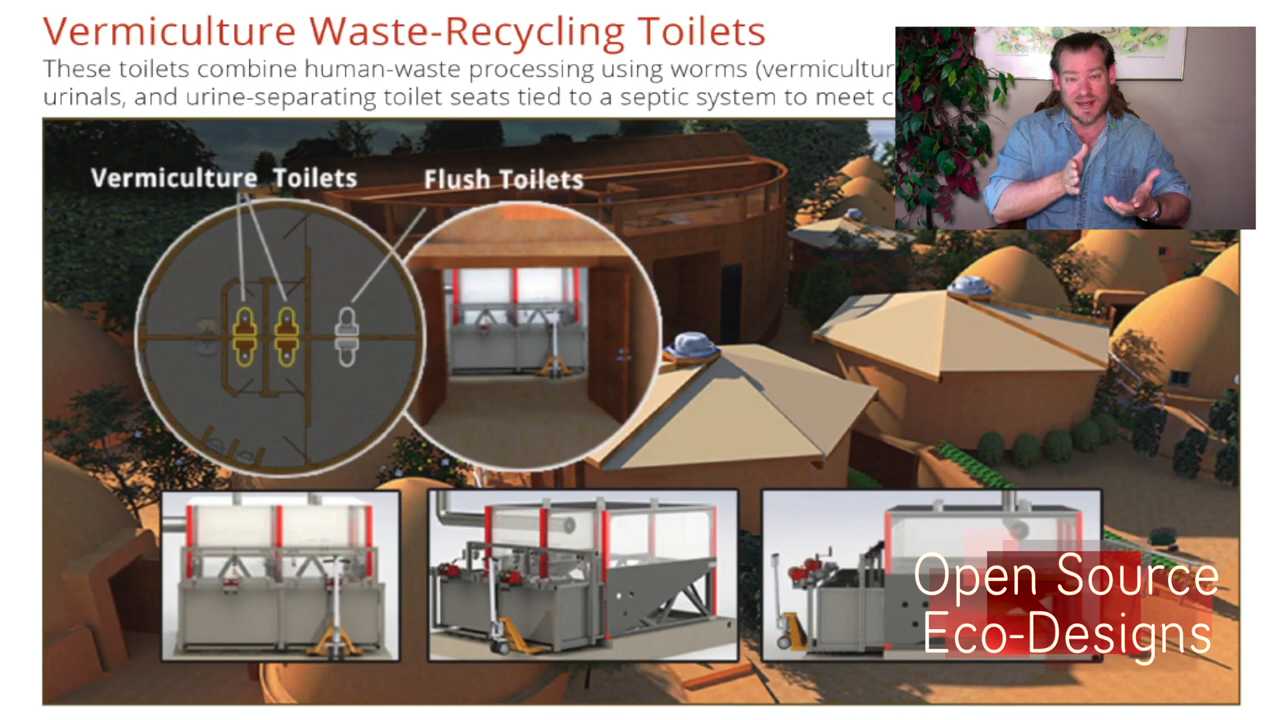 Vermiculture Waste-Recycling Toilets
These toilets combine human-waste processing using worms (vermicultur
urinals, and urine-separating toilet seats tied to a septic system to meet c
Vermiculture Toilets
Flush Toilets
Open Source
Eco-Designs